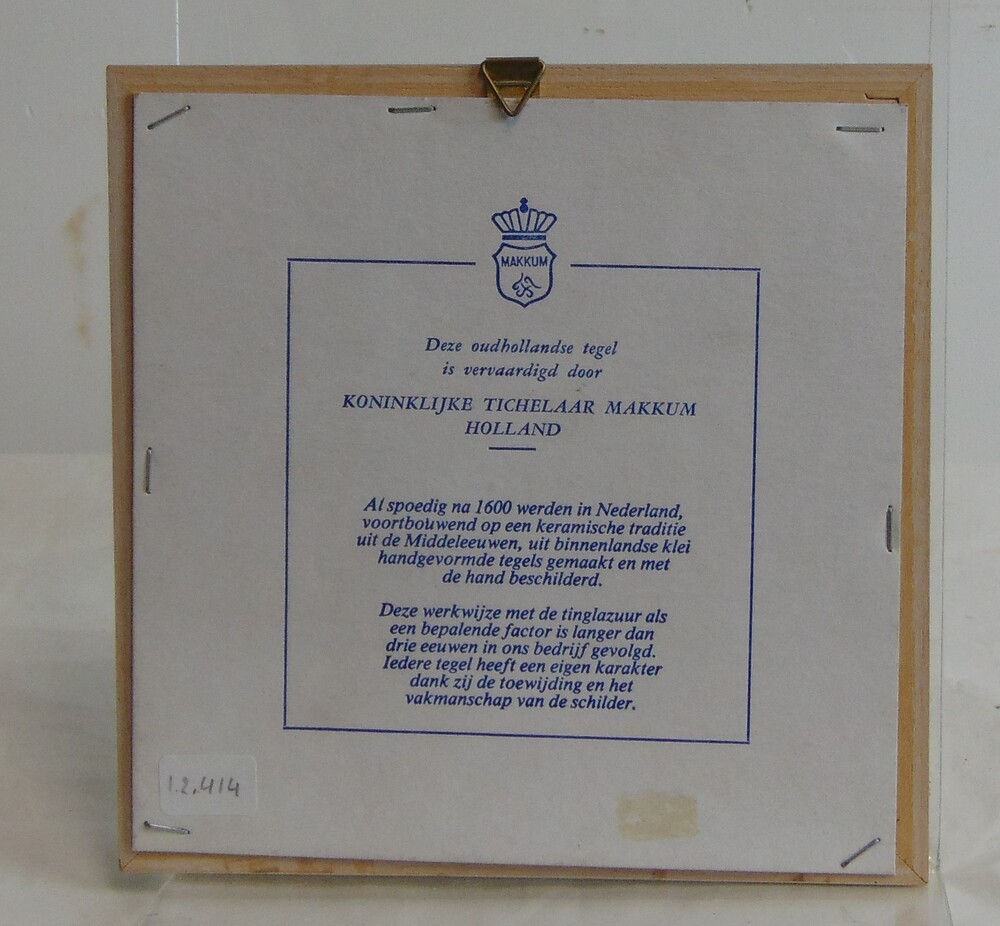 MAKKUM
Deze oudhollandse tegel
is vervaardigd door
KONINKLIJKE TICHELAAR MAKKUM
HOLLAND
Al spoedig na 1600 werden in Nederland,
voortbouwend op een keramische traditie
uit de Middeleeuwen, uit binnenlandse klei
handgevormde tegels gemaakt en met
de hand beschilderd.
Deze werkwijze met de tinglazuur als
een bepalende factor is langer dan
drie eeuwen in ons bedrijf gevolgd.
Iedere tegel heeft een eigen karakter
dank zij de toewijding en het
vakmanschap van de schilder.
1.2.414